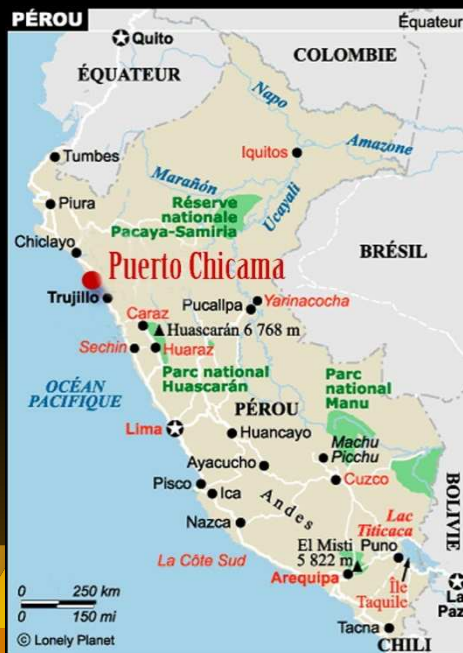 PÉROU
Équateur
Quito
COLOMBIE
ÉQUATEUR
Napo
Amazone
Iquitos
Tumbes
Marañón
Ucayali
Réserve
nationale
Pacaya-Samiria
Piura
BRÉSIL
Chiclayo
Puerto Chicama
Trujillo
Yarinacocha
Pucallpa
Caraz
Huascarán 6 768 m
Sechin
Huaraz
Parc national
Huascarán
Parc
national
Manu
OCÉAN
PACIFIQUE
PÉROU
Lima
Huancayo
Machu
Picchu
Ayacucho
Cuzco
Pisco
Ica
Andes
BOLIVIE
Nazca
Lac
Titicaca
El Misti
5 822 m
Puno
La Côte Sud
Arequipa
Île
Taquile
La
Paz
0 250 km
0 150 mi
Tacna
CHILI
© Lonely Planet